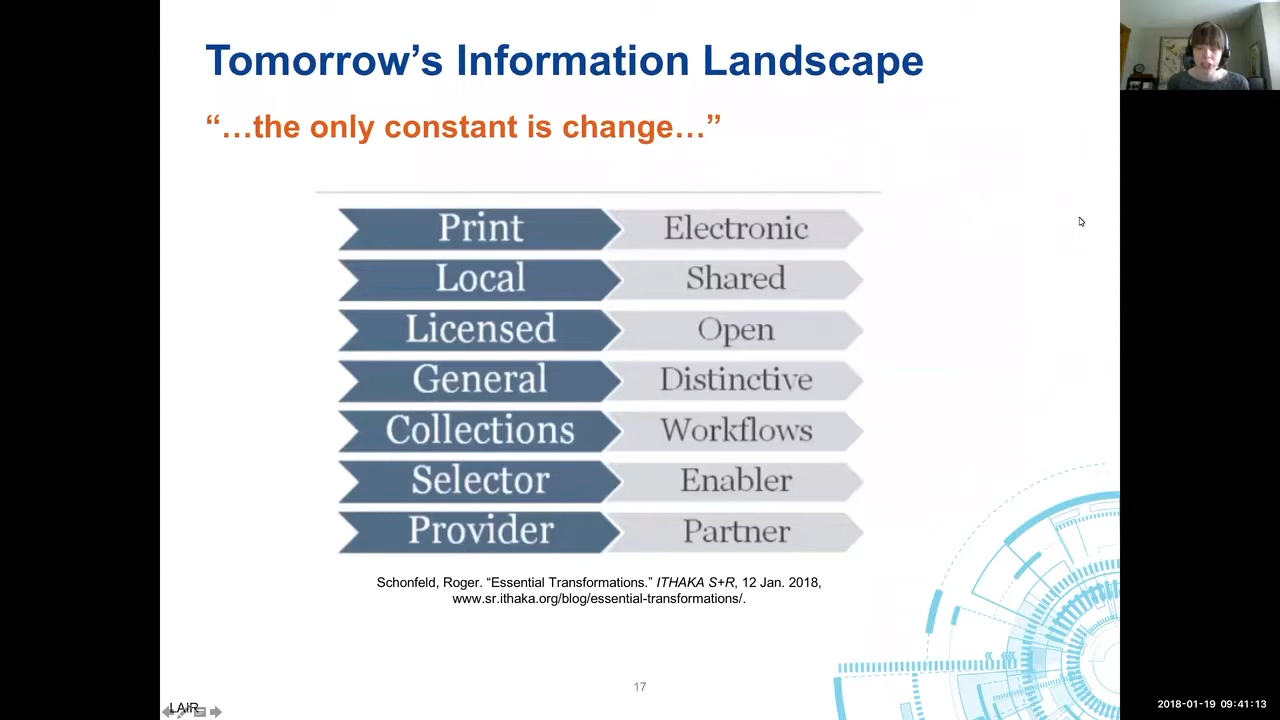 Tomorrow’s Information Landscape
“…the only constant is change…”
Print Electronic
Local Shared
Licensed Open
General Distinctive
Collections Workflows
Selector Enabler
Provider Partner
Schonfeld, Roger. “Essential Transformations.” ITHAKA S+R, 12 Jan. 2018,
www.sr.ithaka.org/blog/essential-transformations/.
17
LAIR
2018-01-19 09:41:13